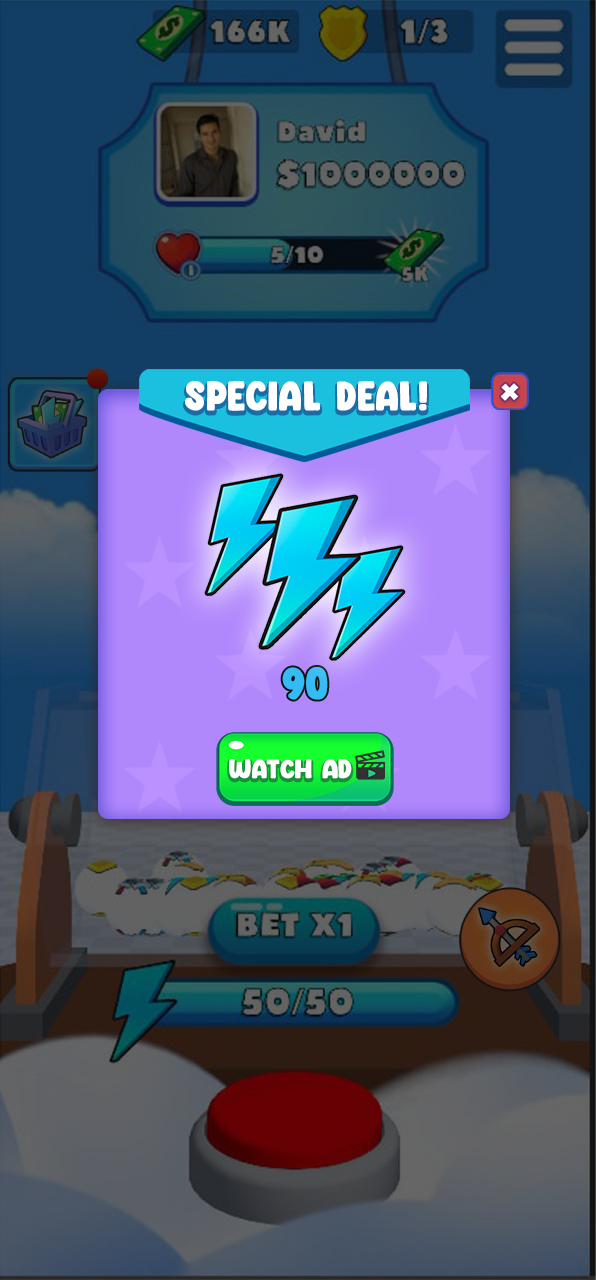 166K
1/3
David
$1000000
5/10
5K
SPECIAL DEAL!
90
WATCH AD
BET X1
50/50